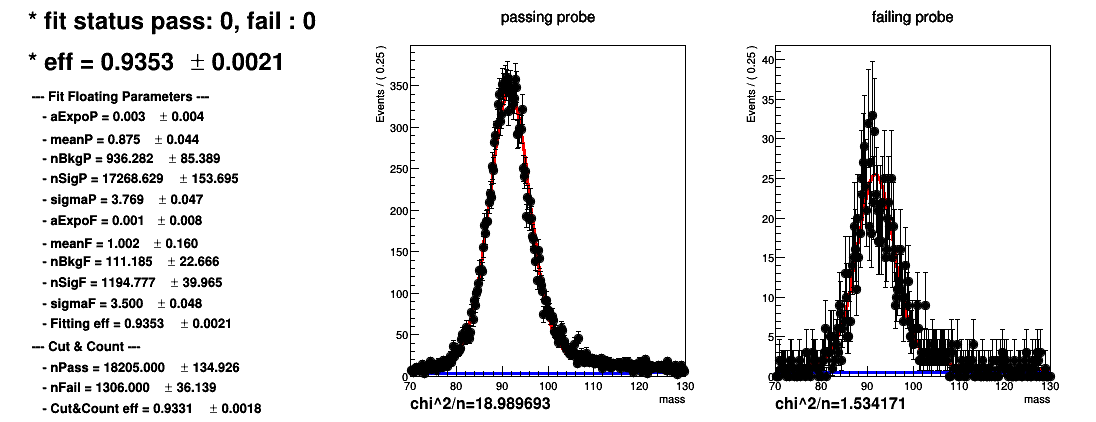 * fit status pass: 0, fail : 0
* eff = 0.9353 ± 0.0021
--- Fit Floating Parameters ---
- aExpoP = 0.003 ± 0.004
- meanP = 0.875 ± 0.044
- nBkgP = 936.282 ± 85.389
- nSigP = 17268.629 ± 153.695
- sigmaP = 3.769 ± 0.047
- aExpoF = 0.001 ± 0.008
- meanF = 1.002 ± 0.160
- nBkgF = 111.185 ± 22.666
- nSigF = 1194.777 ± 39.965
- sigmaF = 3.500 ± 0.048
- Fitting eff = 0.9353 ± 0.0021
--- Cut & Count ---
- nPass = 18205.000 ± 134.926
- nFail = 1306.000 ± 36.139
- Cut&Count eff = 0.9331 ± 0.0018
passing probe
Events / ( 0.25 )
350
300
250
200
150
100
50
0
70 80 90 100 110 120 130
mass
chi^2/n=18.989693
failing probe
Events / ( 0.25 )
40
35
30
25
20
15
10
5
0
70 80 90 100 110 120 130
mass
chi^2/n=1.534171